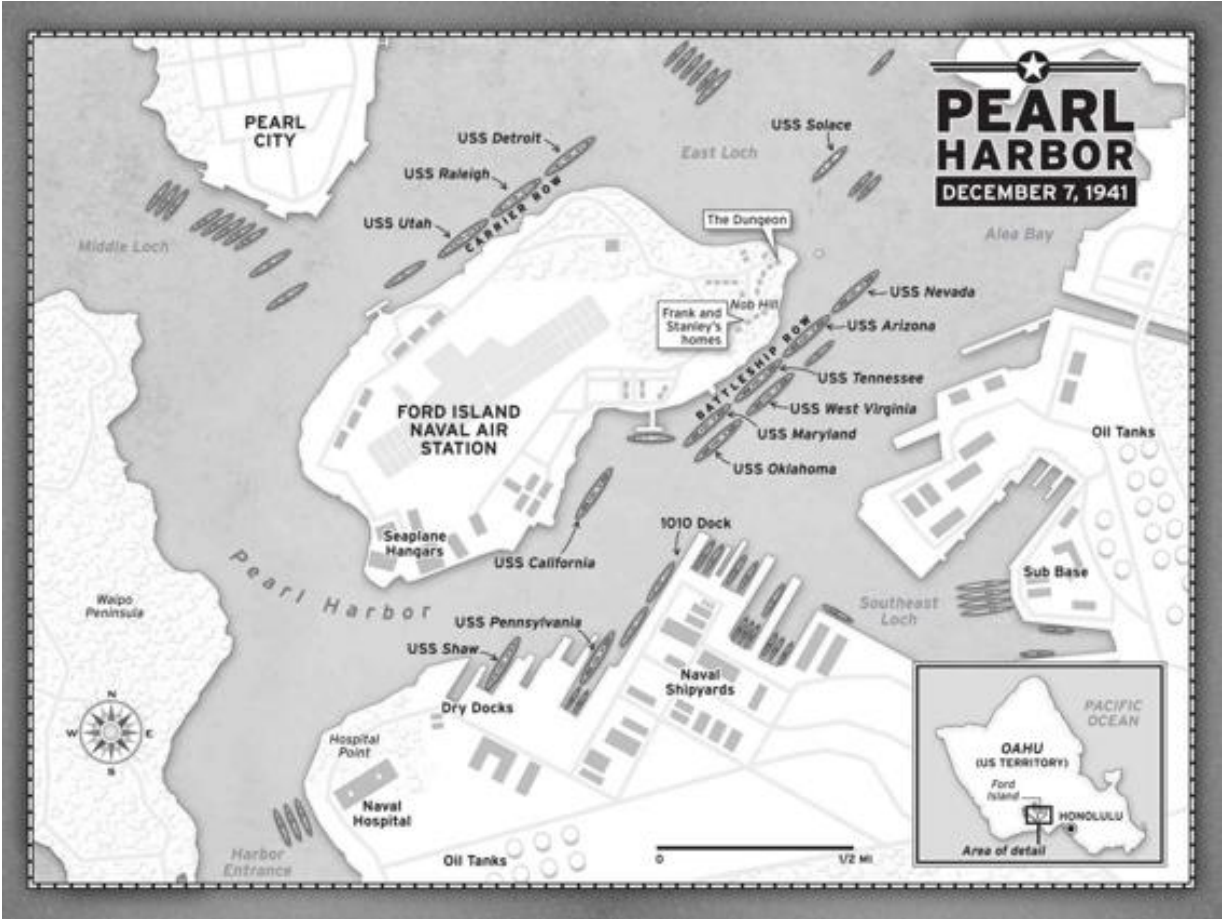 PEARL
HARBOR
DECEMBER 7, 1941
PEARL
CITY
USS Detroit
USS Raleigh
USS Utah
CARRIER ROW
East Loch
USS Solace
Middle Loch
Aiea Bay
The Dungeon
Nob Hill
Frank and
Stanley's
homes
USS Nevada
USS Arizona
BATTLESHIP ROW
USS Tennessee
USS West Virginia
USS Maryland
USS Oklahoma
FORD ISLAND
NAVAL AIR
STATION
Oil Tanks
Seaplane
Hangars
USS California
1010 Dock
Sub Base
Southeast
Loch
Pearl Harbor
Waipo
Peninsula
USS Pennsylvania
USS Shaw
Naval
Shipyards
Dry Docks
N
W
E
S
Hospital
Point
Naval
Hospital
Harbor
Entrance
Oil Tanks
0
1/2 MI
PACIFIC
OCEAN
OAHU
(US TERRITORY)
Ford
Island
HONOLULU
Area of detail